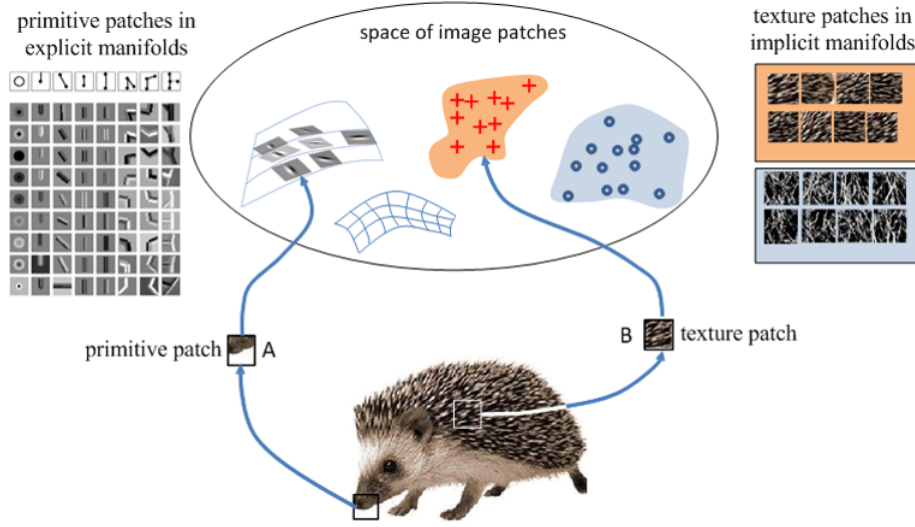 primitive patches in
explicit manifolds
space of image patches
texture patches in
implicit manifolds
primitive patch
A
B
texture patch